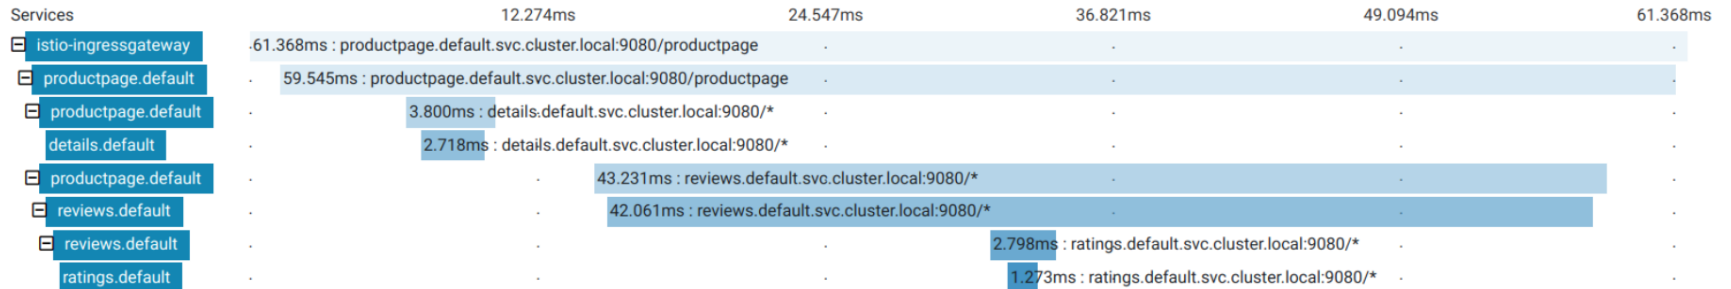 Services 12.274ms 24.547ms 36.821ms 49.094ms 61.368ms
istio-ingressgateway 61.368ms : productpage.default.svc.cluster.local:9080/productpage
productpage.default 59.545ms : productpage.default.svc.cluster.local:9080/productpage
productpage.default 3.800ms : details.default.svc.cluster.local:9080/*
details.default 2.718ms : details.default.svc.cluster.local:9080/*
productpage.default 43.231ms : reviews.default.svc.cluster.local:9080/*
reviews.default 42.061ms : reviews.default.svc.cluster.local:9080/*
reviews.default 2.798ms : ratings.default.svc.cluster.local:9080/*
ratings.default 1.273ms : ratings.default.svc.cluster.local:9080/*